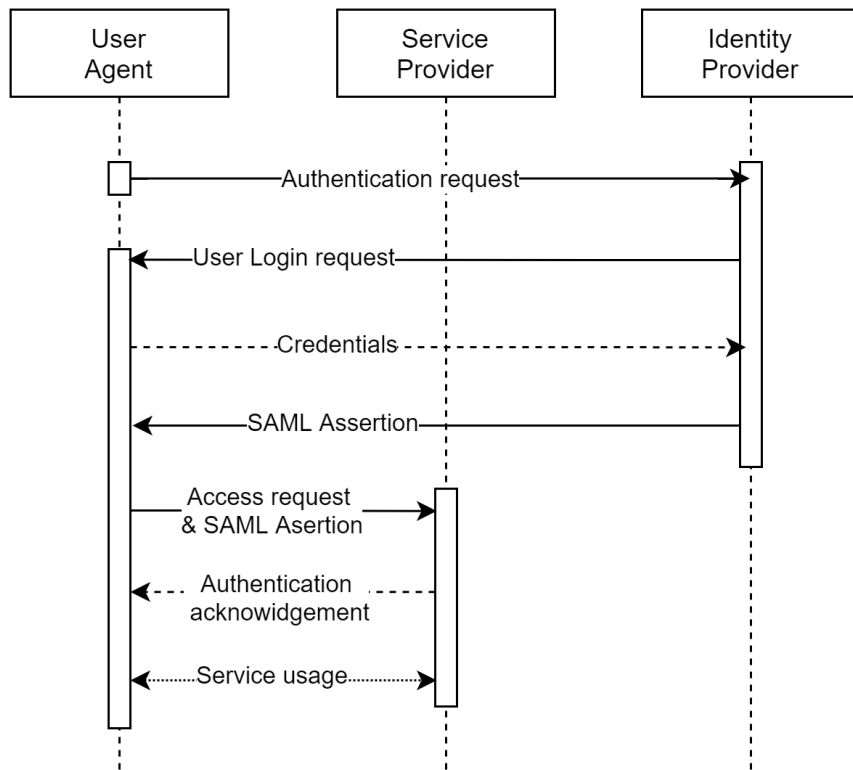 User
Agent
Service
Provider
Identity
Provider
Authentication request
User Login request
Credentials
SAML Assertion
Access request
& SAML Asertion
Authentication
acknowidgement
Service usage